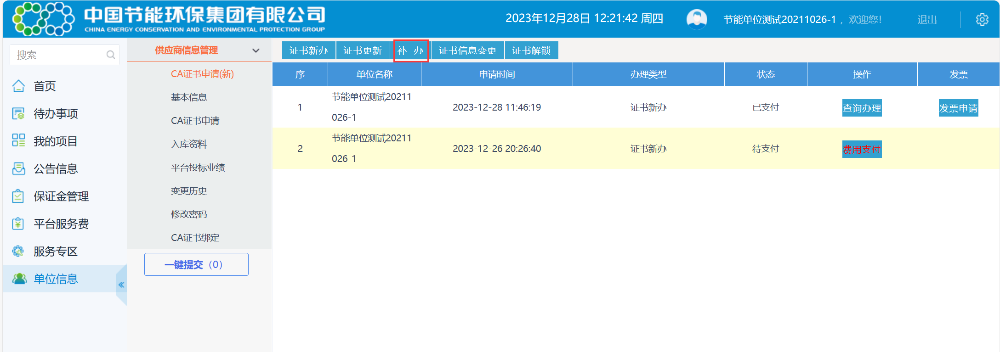 中国节能环保集团有限公司
CHINA ENERGY CONSERVATION AND ENVIRONMENTAL PROTECTION GROUP
2023年12月28日 12:21:42 周四
节能单位测试20211026-1，欢迎您!
退出
搜索
首页
待办事项
我的项目
公告信息
保证金管理
平台服务费
服务专区
单位信息
供应商信息管理
CA证书申请(新)
基本信息
CA证书申请
入库资料
平台投标业绩
变更历史
修改密码
CA证书绑定
一键提交（0）
证书新办 证书更新 补 办 证书信息变更 证书解锁
序 单位名称 申请时间 办理类型 状态 操作 发票
节能单位测试20211
1 2023-12-28 11:46:19 证书新办 已支付 查询办理 发票申请
026-1
节能单位测试20211
2 2023-12-26 20:26:40 证书新办 待支付 费用支付
026-1